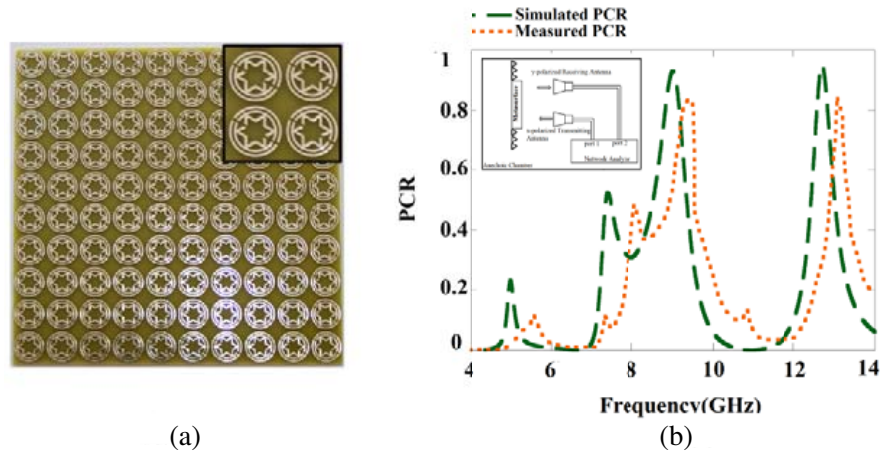 (b)
Simulated PCR
Measured PCR
1
0.8
0.6
0.4
0.2
0
PCR
y-polarized Receiving Antenna
Metasurface
x-polarized Transmitting
Antenna
port 1
port 2
Network Analyze
Anechoic Chamber
4
6
8
10
12
14
Frequency(GHz)
(a)
(b)